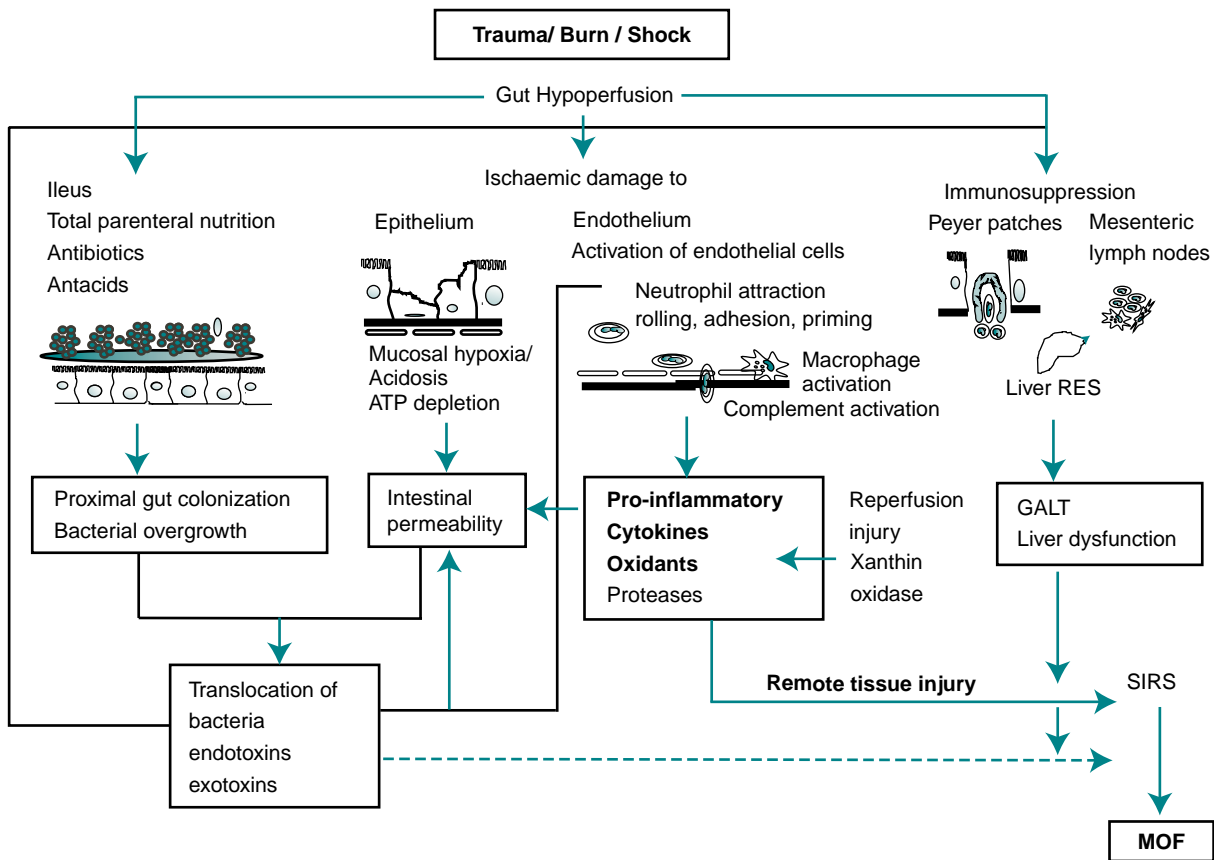 Trauma/ Burn / Shock
Gut Hypoperfusion
Ileus
Total parenteral nutrition
Antibiotics
Antacids
Ischaemic damage to
Epithelium
Endothelium
Activation of endothelial cells
Neutrophil attraction
rolling, adhesion, priming
Macrophage
activation
Complement activation
Mucosal hypoxia/
Acidosis
ATP depletion
Immunosuppression
Peyer patches
Mesenteric
lymph nodes
Liver RES
Proximal gut colonization
Bacterial overgrowth
Intestinal
permeability
Pro-inflammatory
Cytokines
Oxidants
Proteases
Reperfusion
injury
Xanthin
oxidase
GALT
Liver dysfunction
Translocation of
bacteria
endotoxins
exotoxins
Remote tissue injury
SIRS
MOF